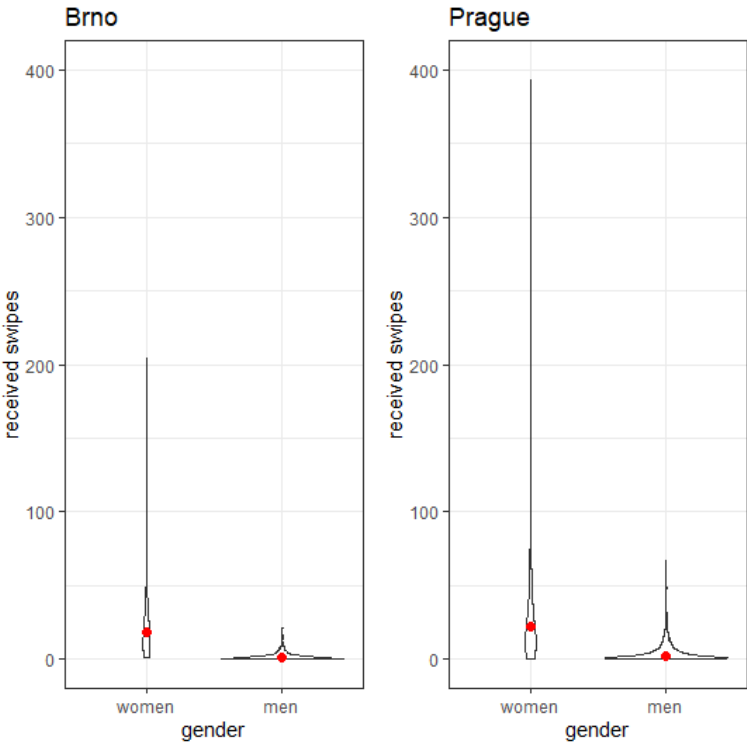 Brno
400
300
200
100
0
received swipes
women men
gender
Prague
400
300
200
100
0
received swipes
women men
gender